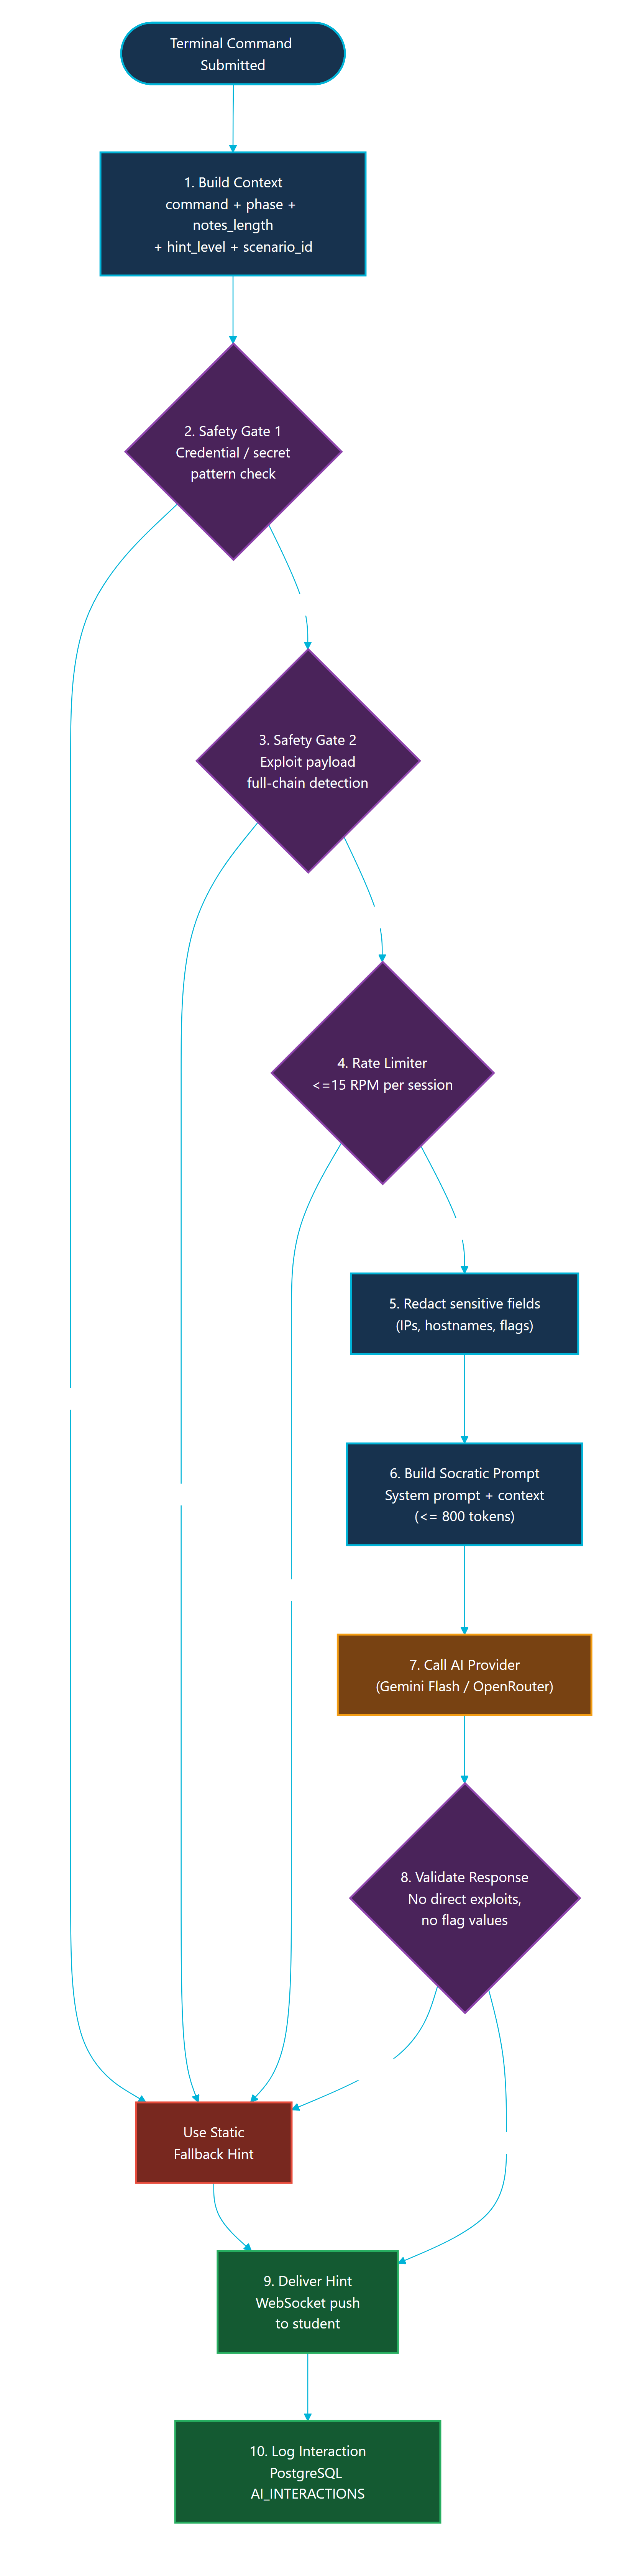 Terminal Command
Submitted
1. Build Context
command + phase +
notes_length
+ hint_level + scenario_id
2. Safety Gate 1
Credential / secret
pattern check
3. Safety Gate 2
Exploit payload
full-chain detection
4. Rate Limiter
<=15 RPM per session
5. Redact sensitive fields
(IPs, hostnames, flags)
6. Build Socratic Prompt
System prompt + context
(<= 800 tokens)
7. Call AI Provider
(Gemini Flash / OpenRouter)
8. Validate Response
No direct exploits,
no flag values
Use Static
Fallback Hint
9. Deliver Hint
WebSocket push
to student
10. Log Interaction
PostgreSQL
AI_INTERACTIONS